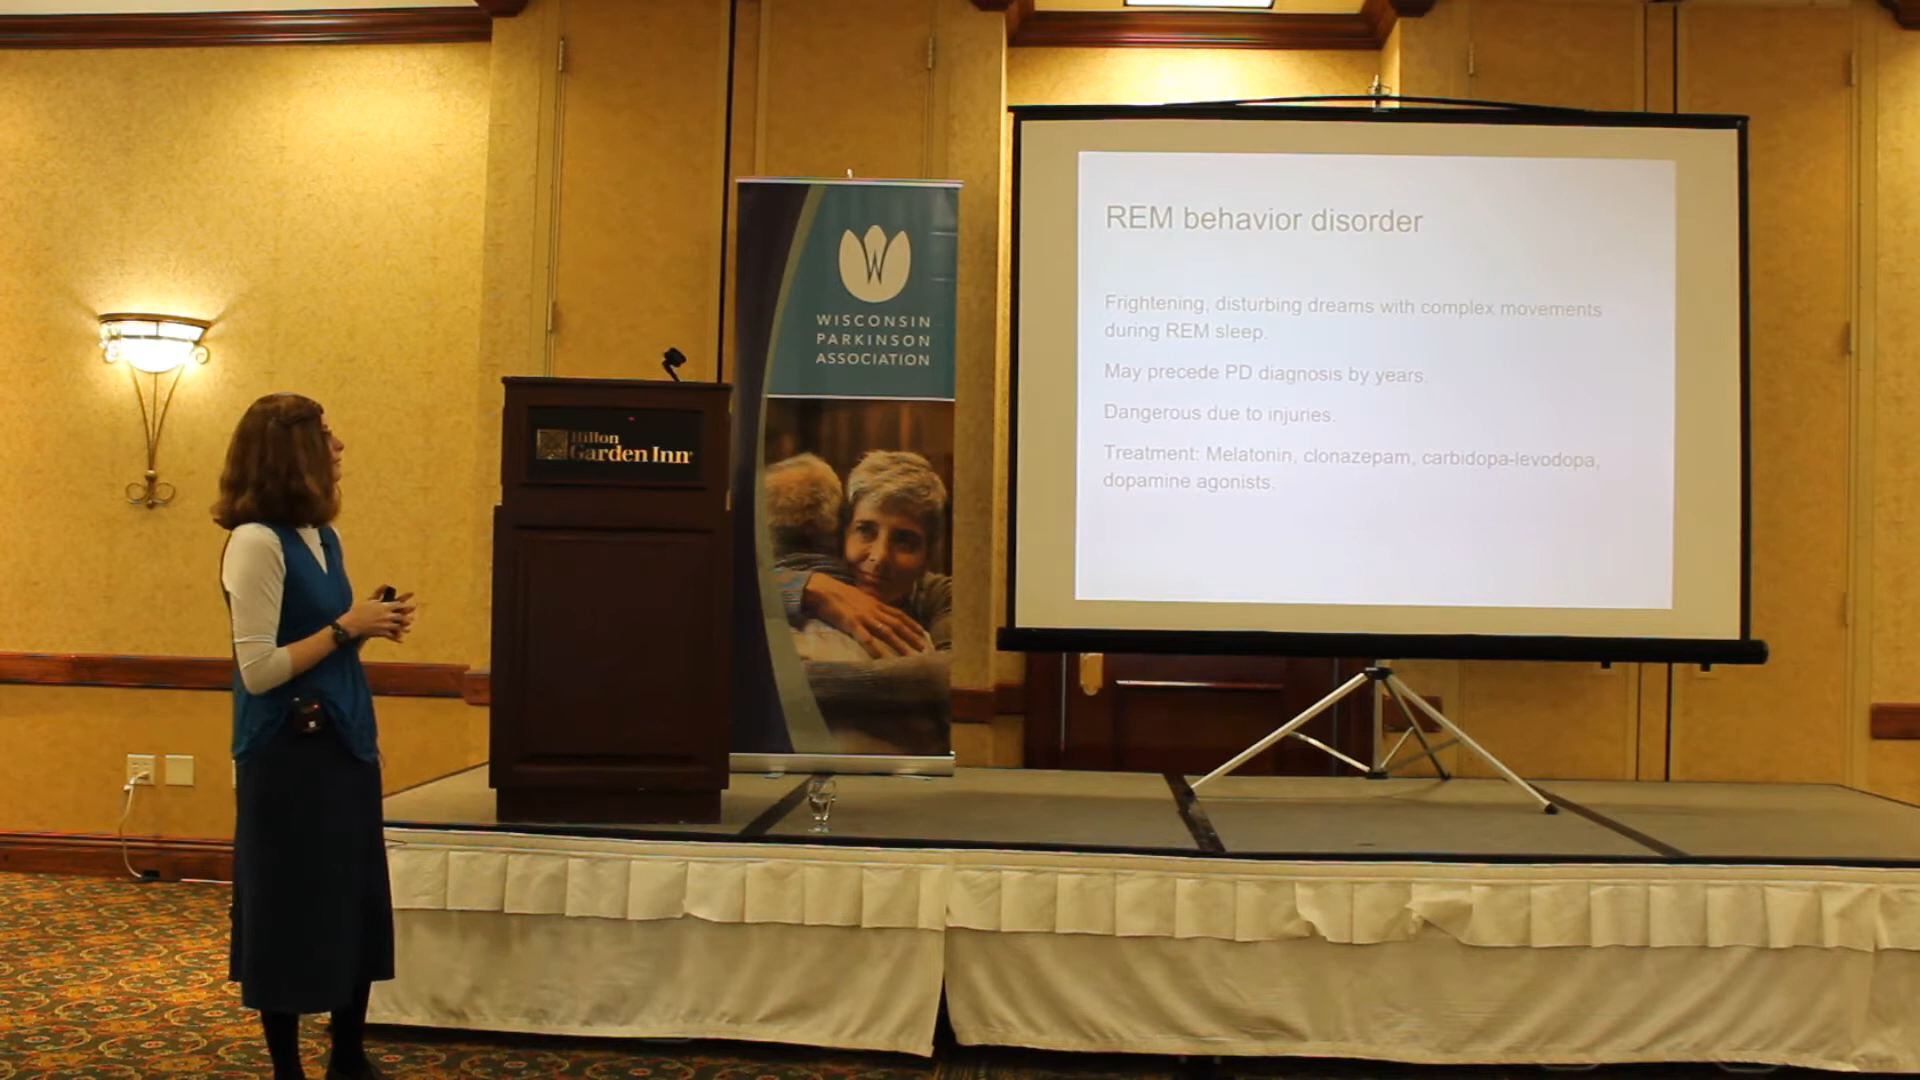 Hilton
Garden Inn
W
WISCONSIN
PARKINSON
ASSOCIATION
REM behavior disorder
Frightening, disturbing dreams with complex movements
during REM sleep.
May precede PD diagnosis by years.
Dangerous due to injuries.
Treatment: Melatonin, clonazepam, carbidopa-levodopa,
dopamine agonists.